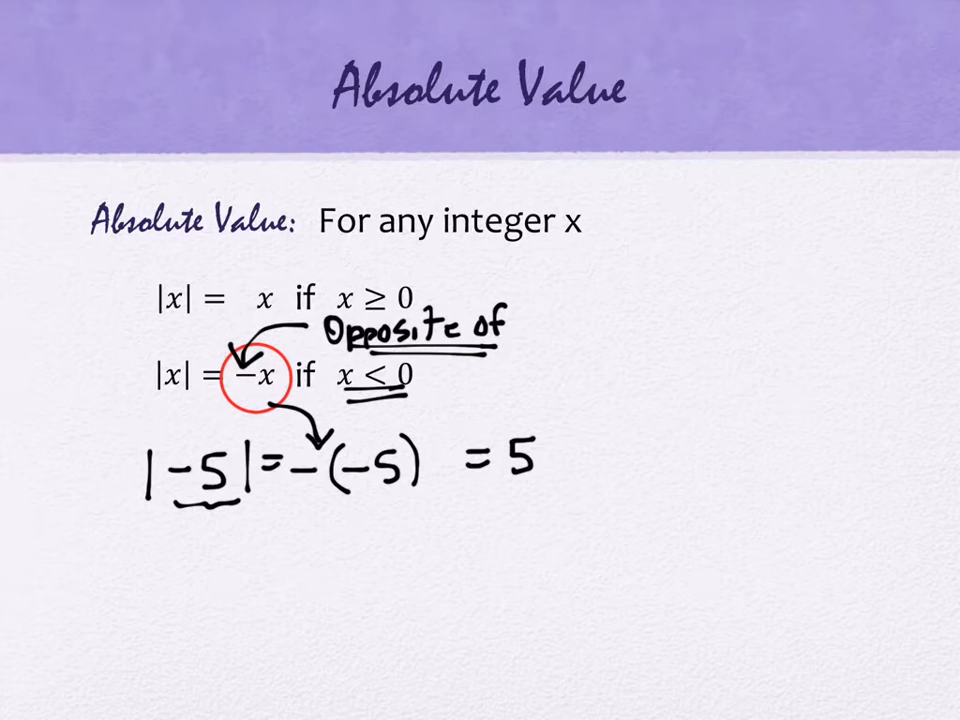 Absolute Value
Absolute Value: For any integer x
|x| = x if x ≥ 0
Opposite of
|x| = −x if x < 0
|−5| = −(−5) = 5